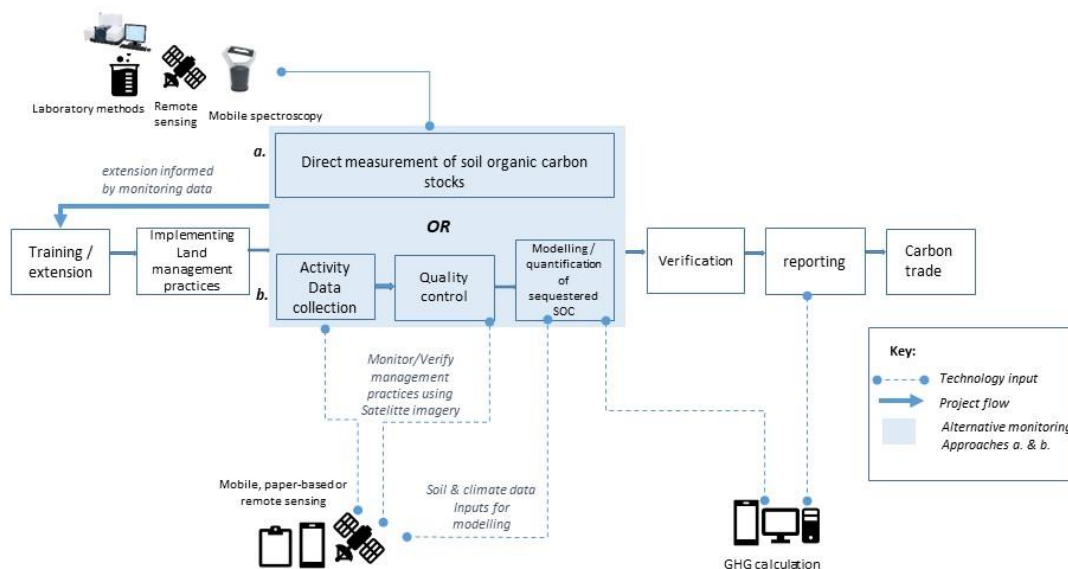 Laboratory methods
Remote
sensing
Mobile spectroscopy
a.
Direct measurement of soil organic carbon
stocks
extension informed
by monitoring data
OR
Training /
extension
Implementing
Land
management
practices
b.
Activity
Data
collection
Quality
control
Modelling /
quantification
of
sequestered
SOC
Verification
reporting
Carbon
trade
Monitor/Verify
management
practices using
Satelitte imagery
Key:
Technology input
Project flow
Alternative monitoring
Approaches a. & b.
Mobile, paper-based or
remote sensing
Soil & climate data
Inputs for
modelling
GHG calculation